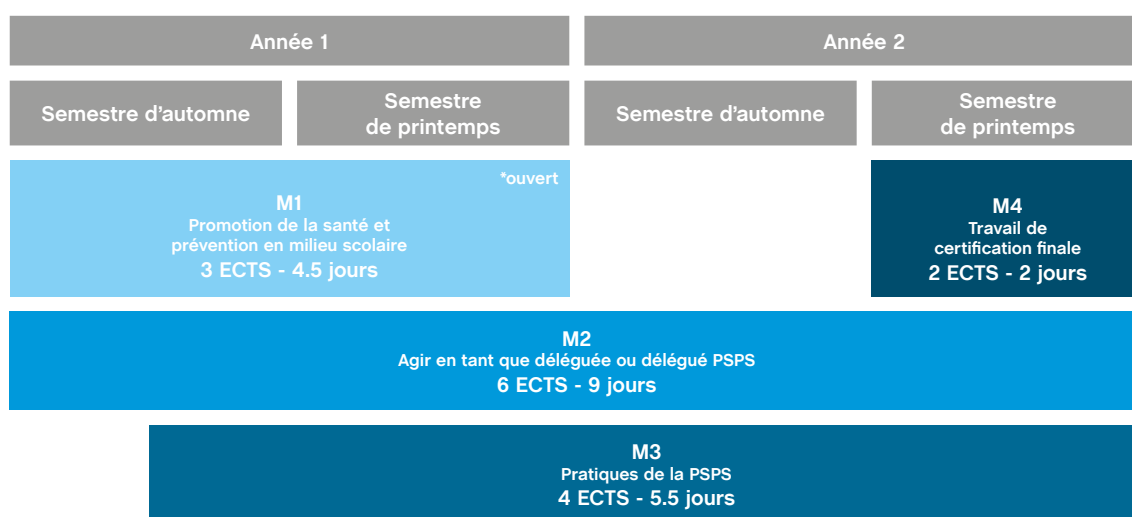 Année 1
Année 2
Semestre d'automne
Semestre
de printemps
Semestre d'automne
Semestre
de printemps
*ouvert
M1
Promotion de la santé et
prévention en milieu scolaire
3 ECTS - 4.5 jours
M4
Travail de
certification finale
2 ECTS - 2 jours
M2
Agir en tant que déléguée ou délégué PSPS
6 ECTS - 9 jours
M3
Pratiques de la PSPS
4 ECTS - 5.5 jours